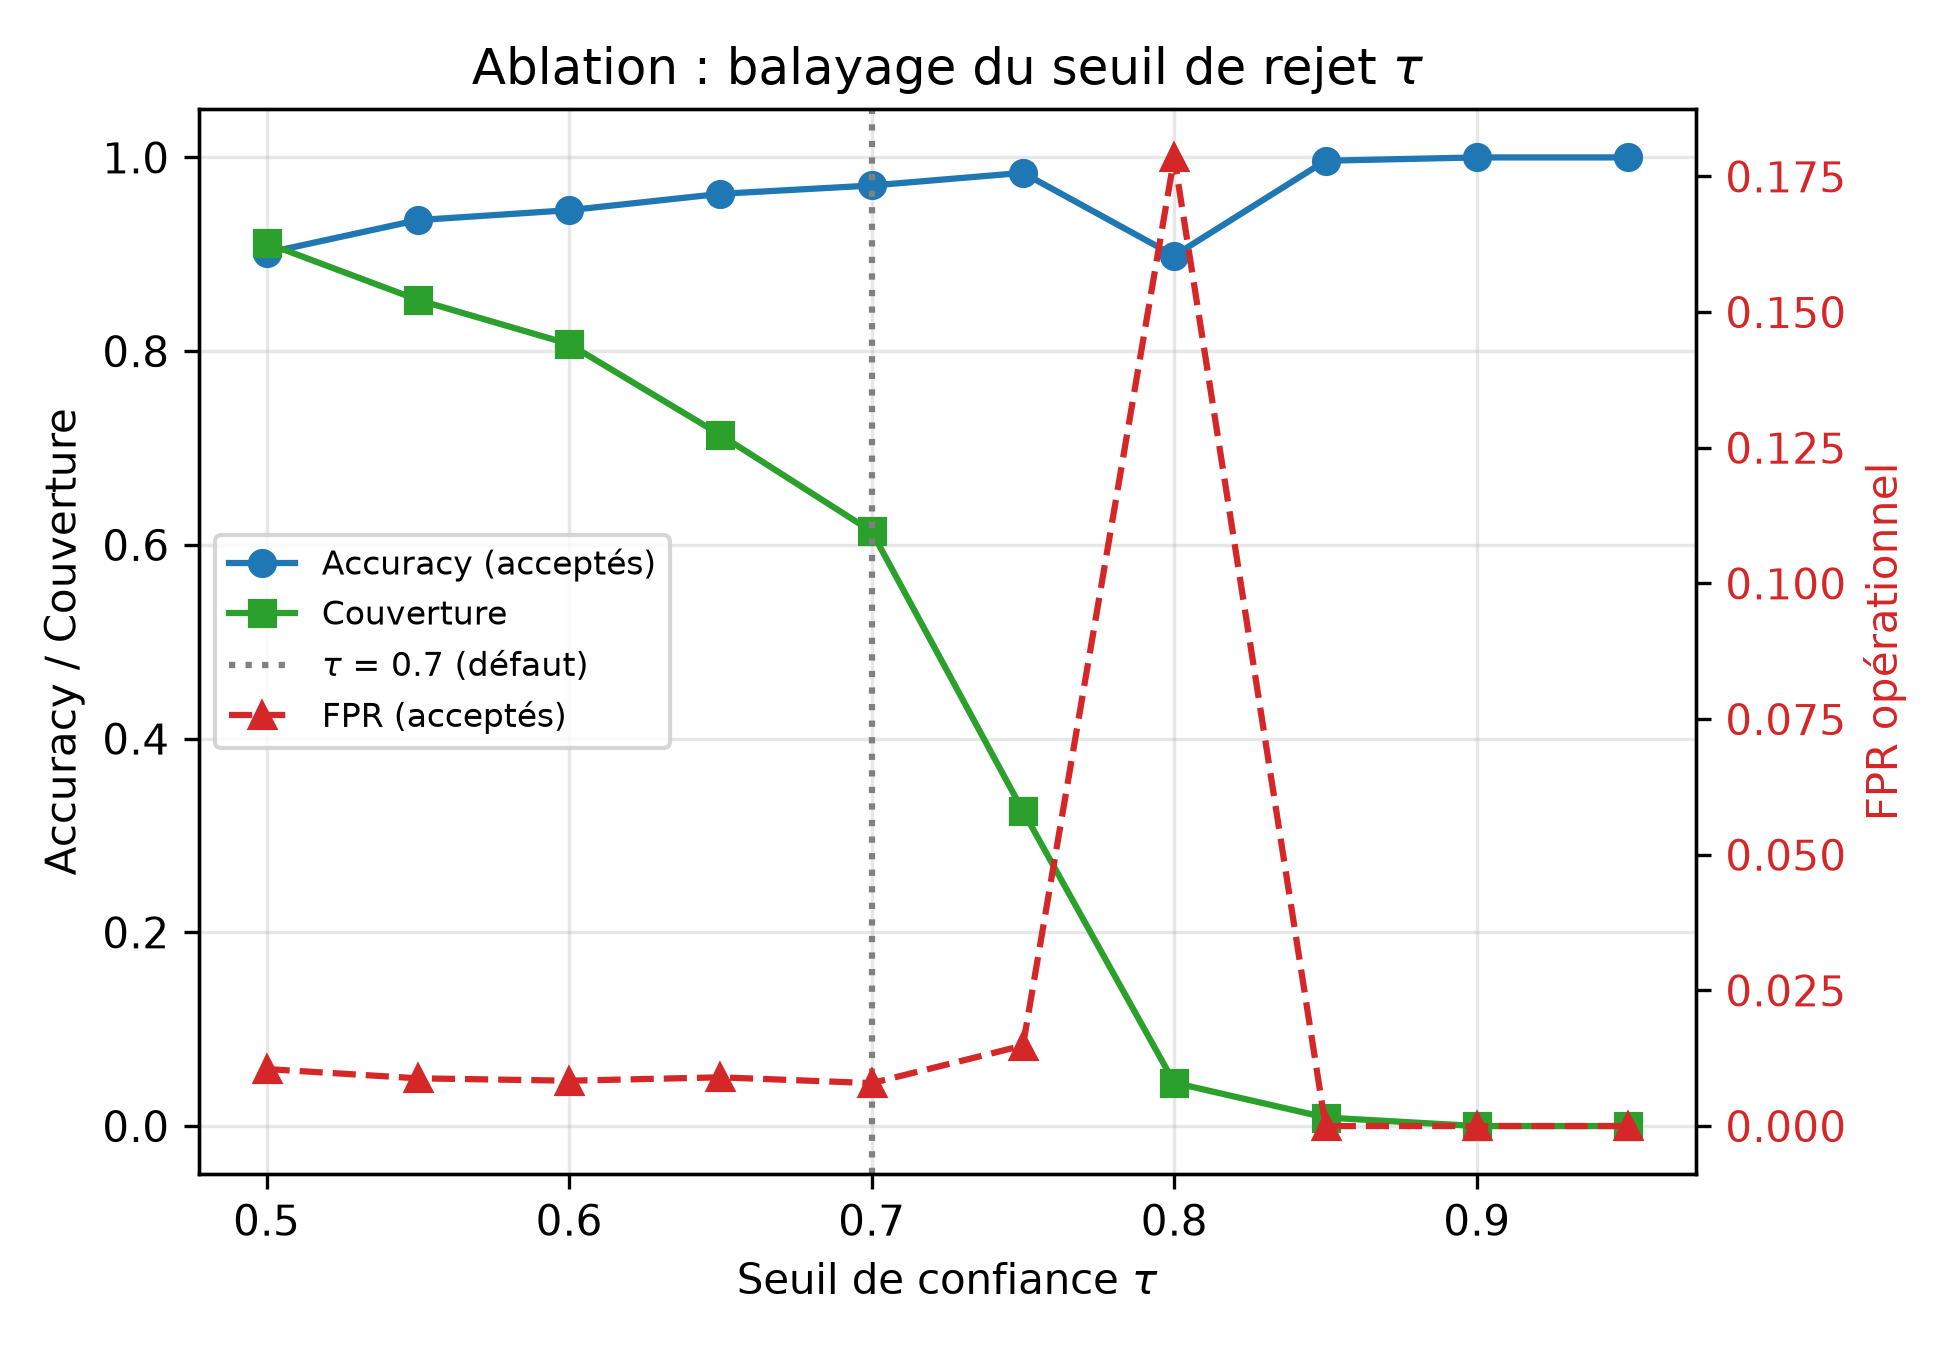 Ablation : balayage du seuil de rejet τ
1.0
0.8
0.6
0.4
0.2
0.0
Accuracy / Couverture
Accuracy (acceptés)
Couverture
τ = 0.7 (défaut)
FPR (acceptés)
0.175
0.150
0.125
0.100
0.075
0.050
0.025
0.000
FPR opérationnel
0.5 0.6 0.7 0.8 0.9
Seuil de confiance τ